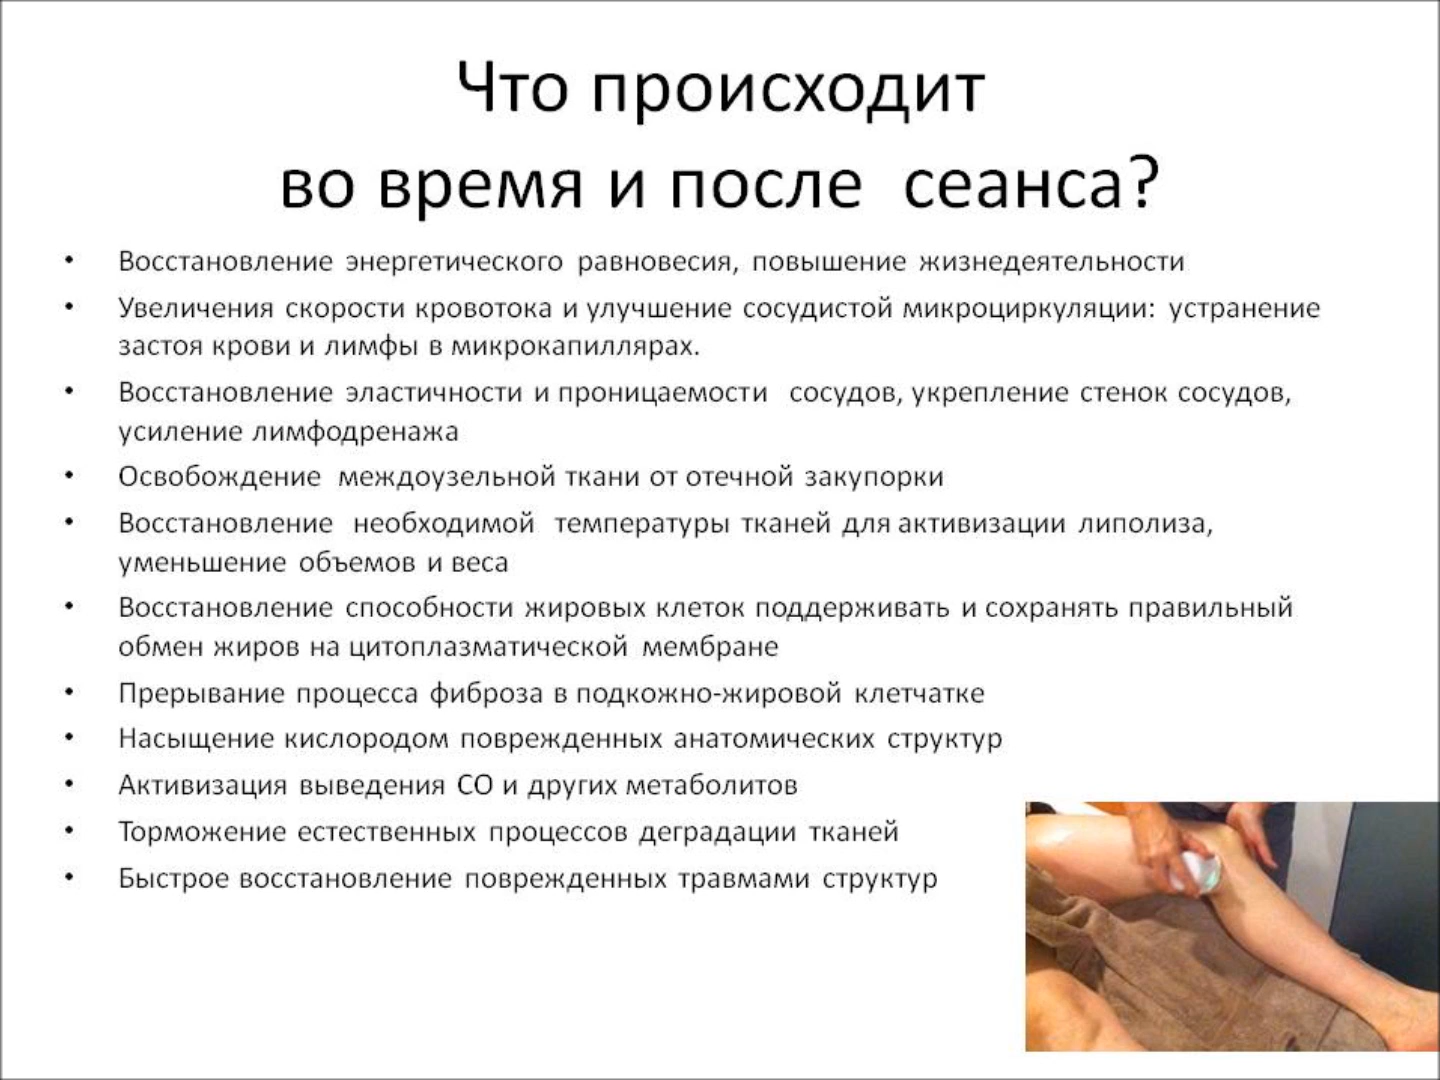 Что происходит
во время и после сеанса?
• Восстановление энергетического равновесия, повышение жизнедеятельности
• Увеличения скорости кровотока и улучшение сосудистой микроциркуляции: устранение
застоя крови и лимфы в микрокапиллярах.
• Восстановление эластичности и проницаемости сосудов, укрепление стенок сосудов,
усиление лимфодренажа
• Освобождение междоузельной ткани от отечной закупорки
• Восстановление необходимой температуры тканей для активизации липолиза,
уменьшение объемов и веса
• Восстановление способности жировых клеток поддерживать и сохранять правильный
обмен жиров на цитоплазматической мембране
• Прерывание процесса фиброза в подкожно-жировой клетчатке
• Насыщение кислородом поврежденных анатомических структур
• Активизация выведения СО и других метаболитов
• Торможение естественных процессов деградации тканей
• Быстрое восстановление поврежденных травмами структур